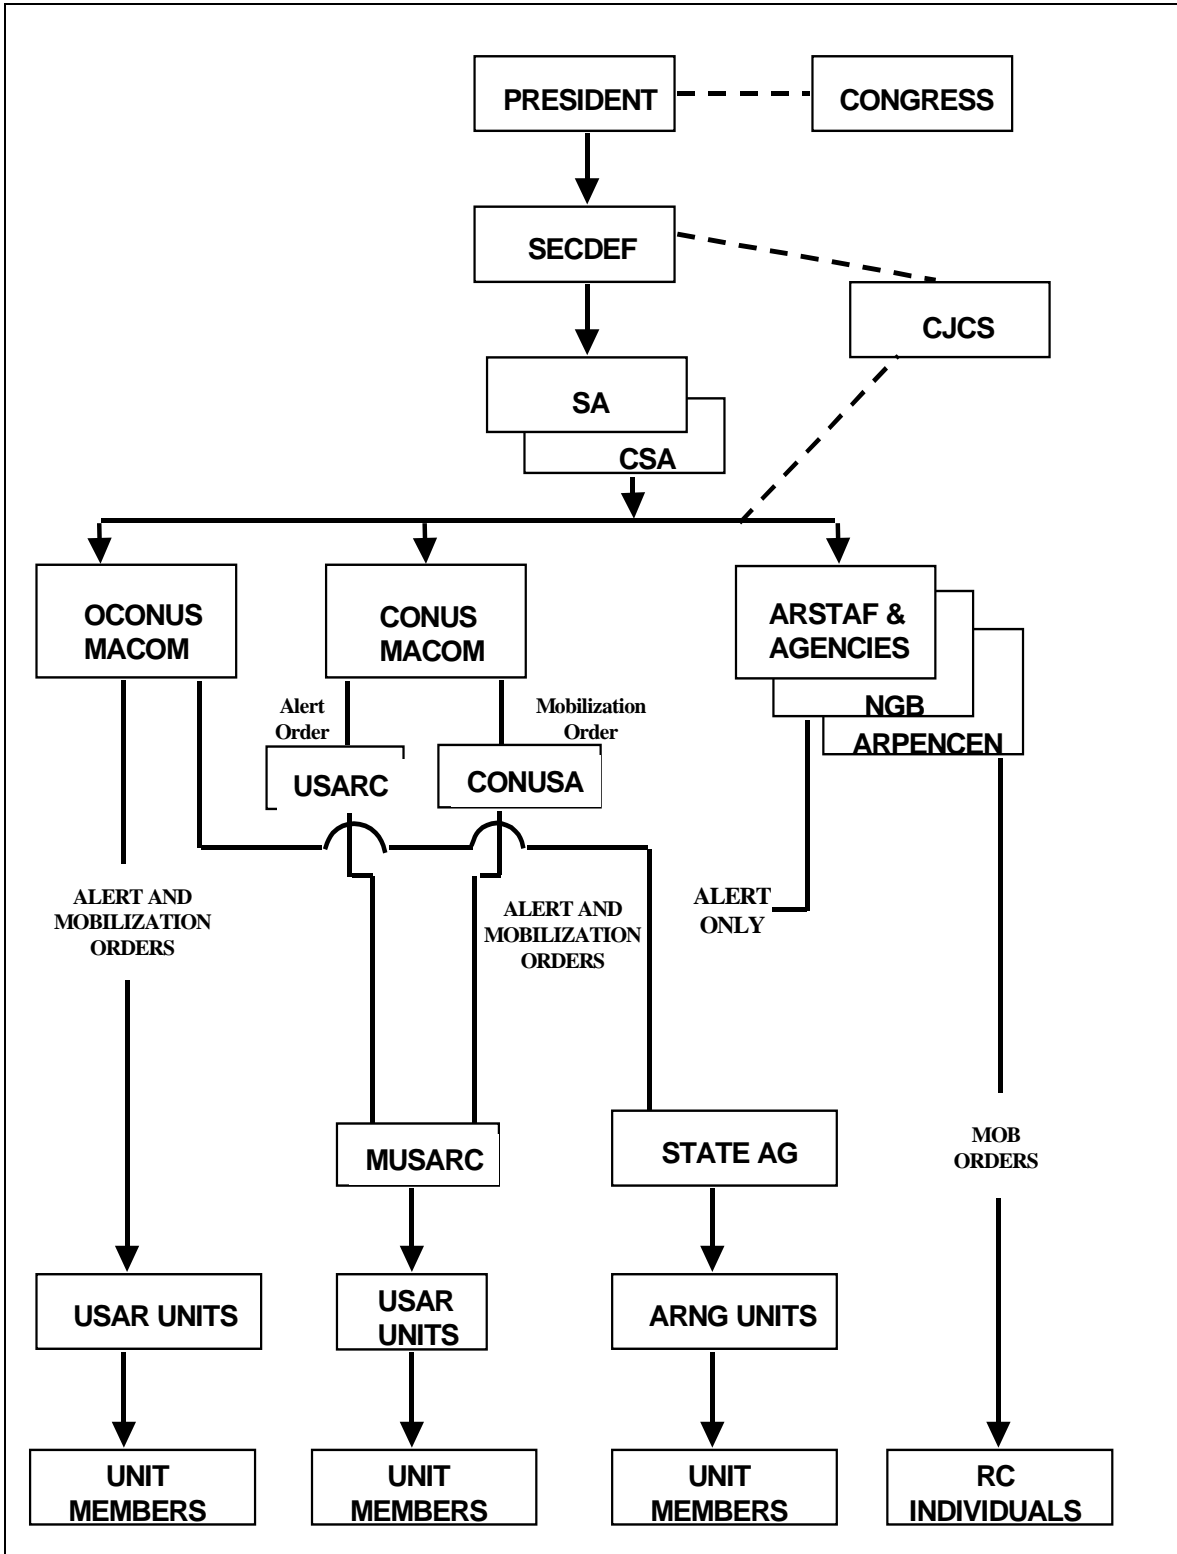 PRESIDENT
CONGRESS
SECDEF
CJCS
SA
CSA
OCONUS
MACOM
CONUS
MACOM
ARSTAF &
AGENCIES
NGB
ARPENCEN
Alert
Order
Mobilization
Order
USARC
CONUSA
ALERT AND
MOBILIZATION
ORDERS
ALERT AND
MOBILIZATION
ORDERS
ALERT
ONLY
MUSARC
STATE AG
MOB
ORDERS
USAR UNITS
USAR
UNITS
ARNG UNITS
UNIT
MEMBERS
UNIT
MEMBERS
UNIT
MEMBERS
RC
INDIVIDUALS